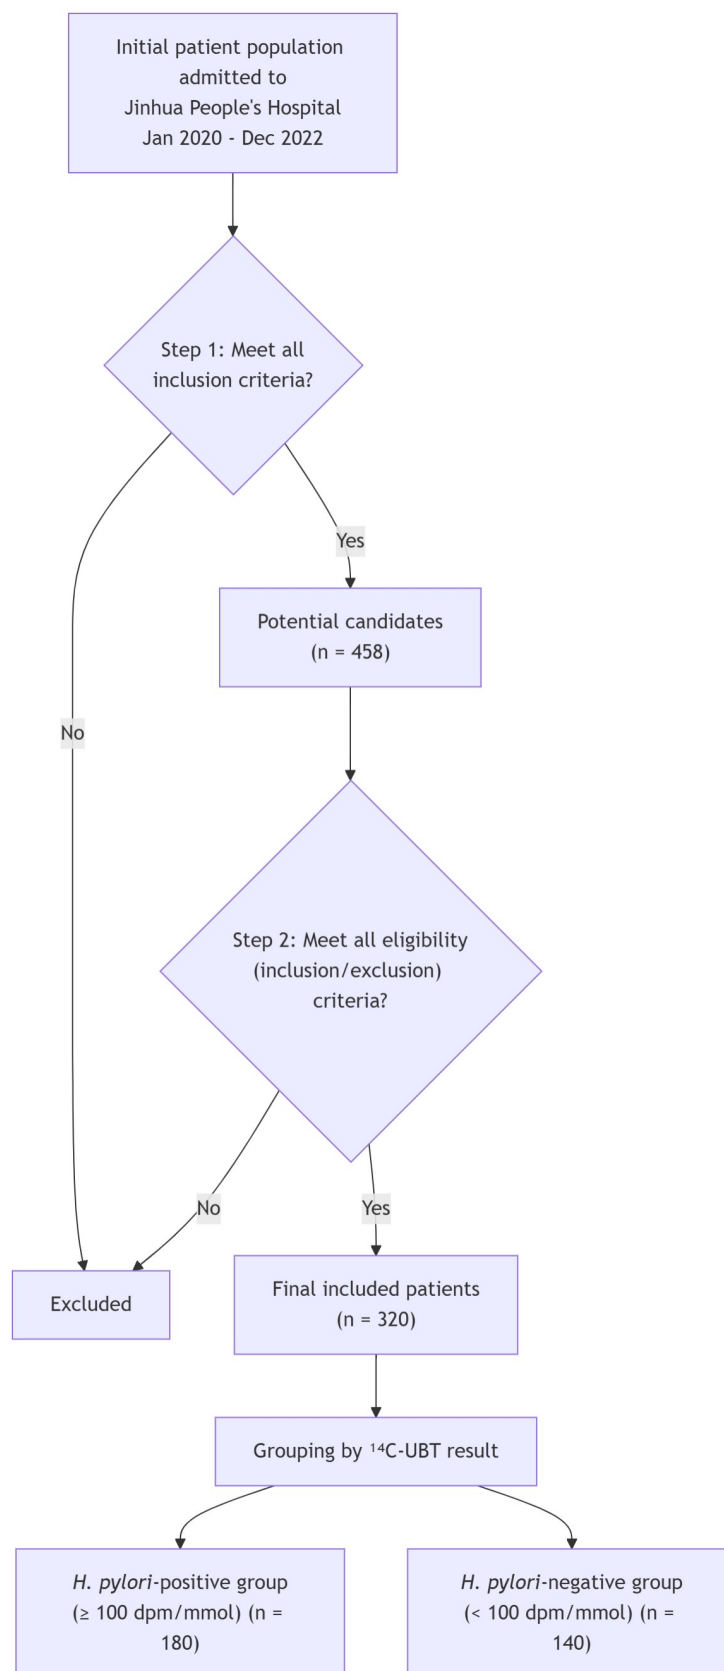 Initial patient population
admitted to
Jinhua People's Hospital
Jan 2020 - Dec 2022
Step 1: Meet all
inclusion criteria?
Yes
Potential candidates
(n = 458)
No
Step 2: Meet all eligibility
(inclusion/exclusion)
criteria?
No
Yes
Excluded
Final included patients
(n = 320)
Grouping by ¹⁴C-UBT result
H. pylori-positive group
(≥ 100 dpm/mmol) (n =
180)
H. pylori-negative group
(< 100 dpm/mmol) (n =
140)